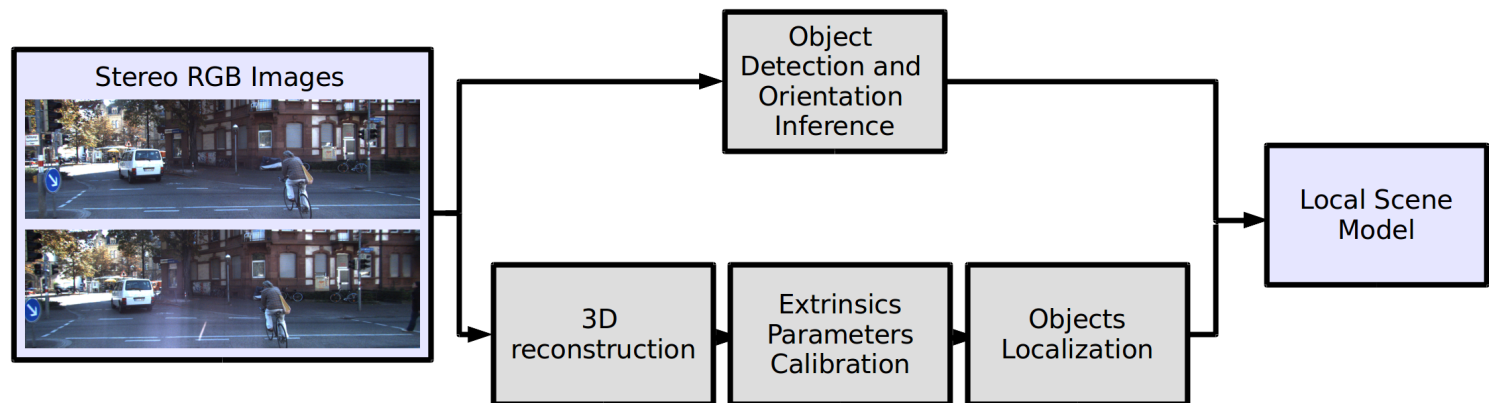 Stereo RGB Images
Object
Detection and
Orientation
Inference
3D
reconstruction
Extrinsics
Parameters
Calibration
Objects
Localization
Local Scene
Model